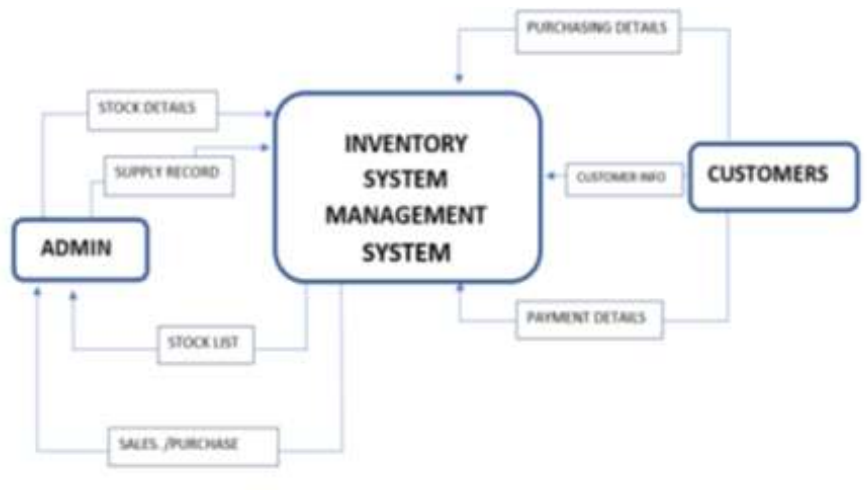 PURCHASING DETAILS
STOCK DETAILS
SUPPLY RECORD
INVENTORY
SYSTEM
MANAGEMENT
SYSTEM
CUSTOMER INFO
CUSTOMERS
ADMIN
PAYMENT DETAILS
STOCK LIST
SALES ./PURCHASE